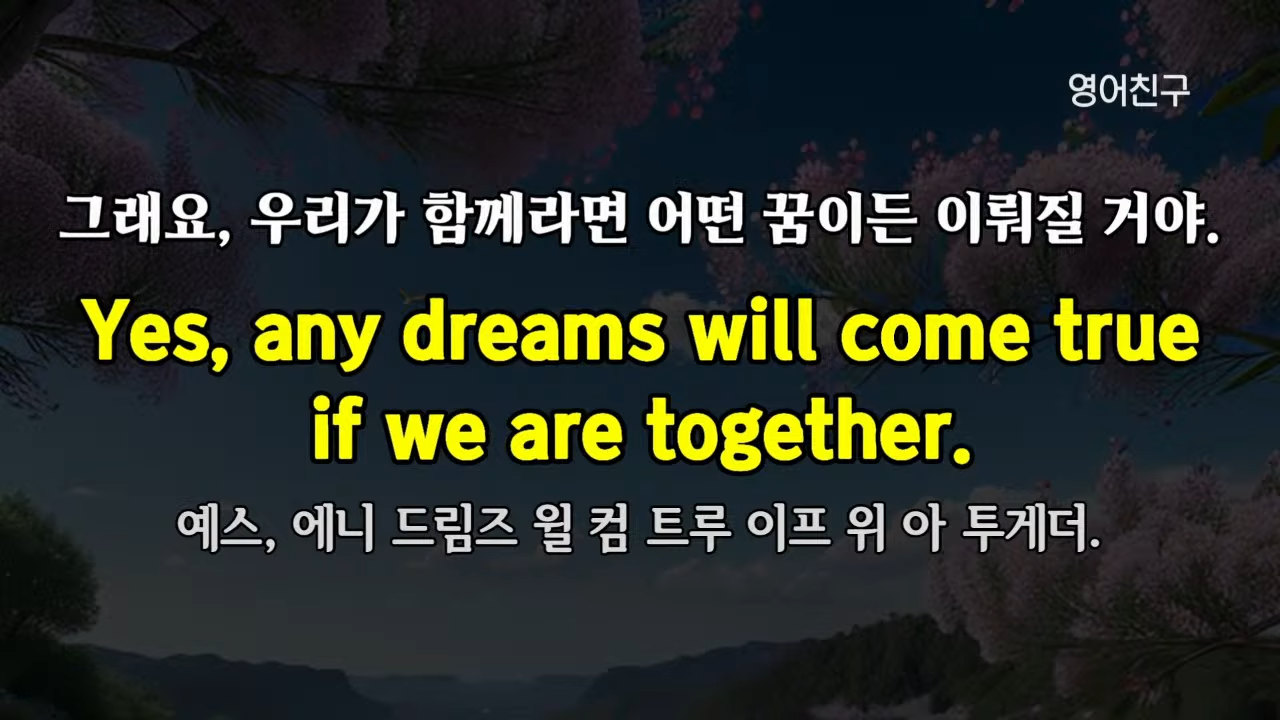 영어친구
그래요, 우리가 함께라면 어떤 꿈이든 이뤄질 거야.
Yes, any dreams will come true
if we are together.
예스, 에니 드림즈 윌 컴 트루 이프 위 아 투게더.